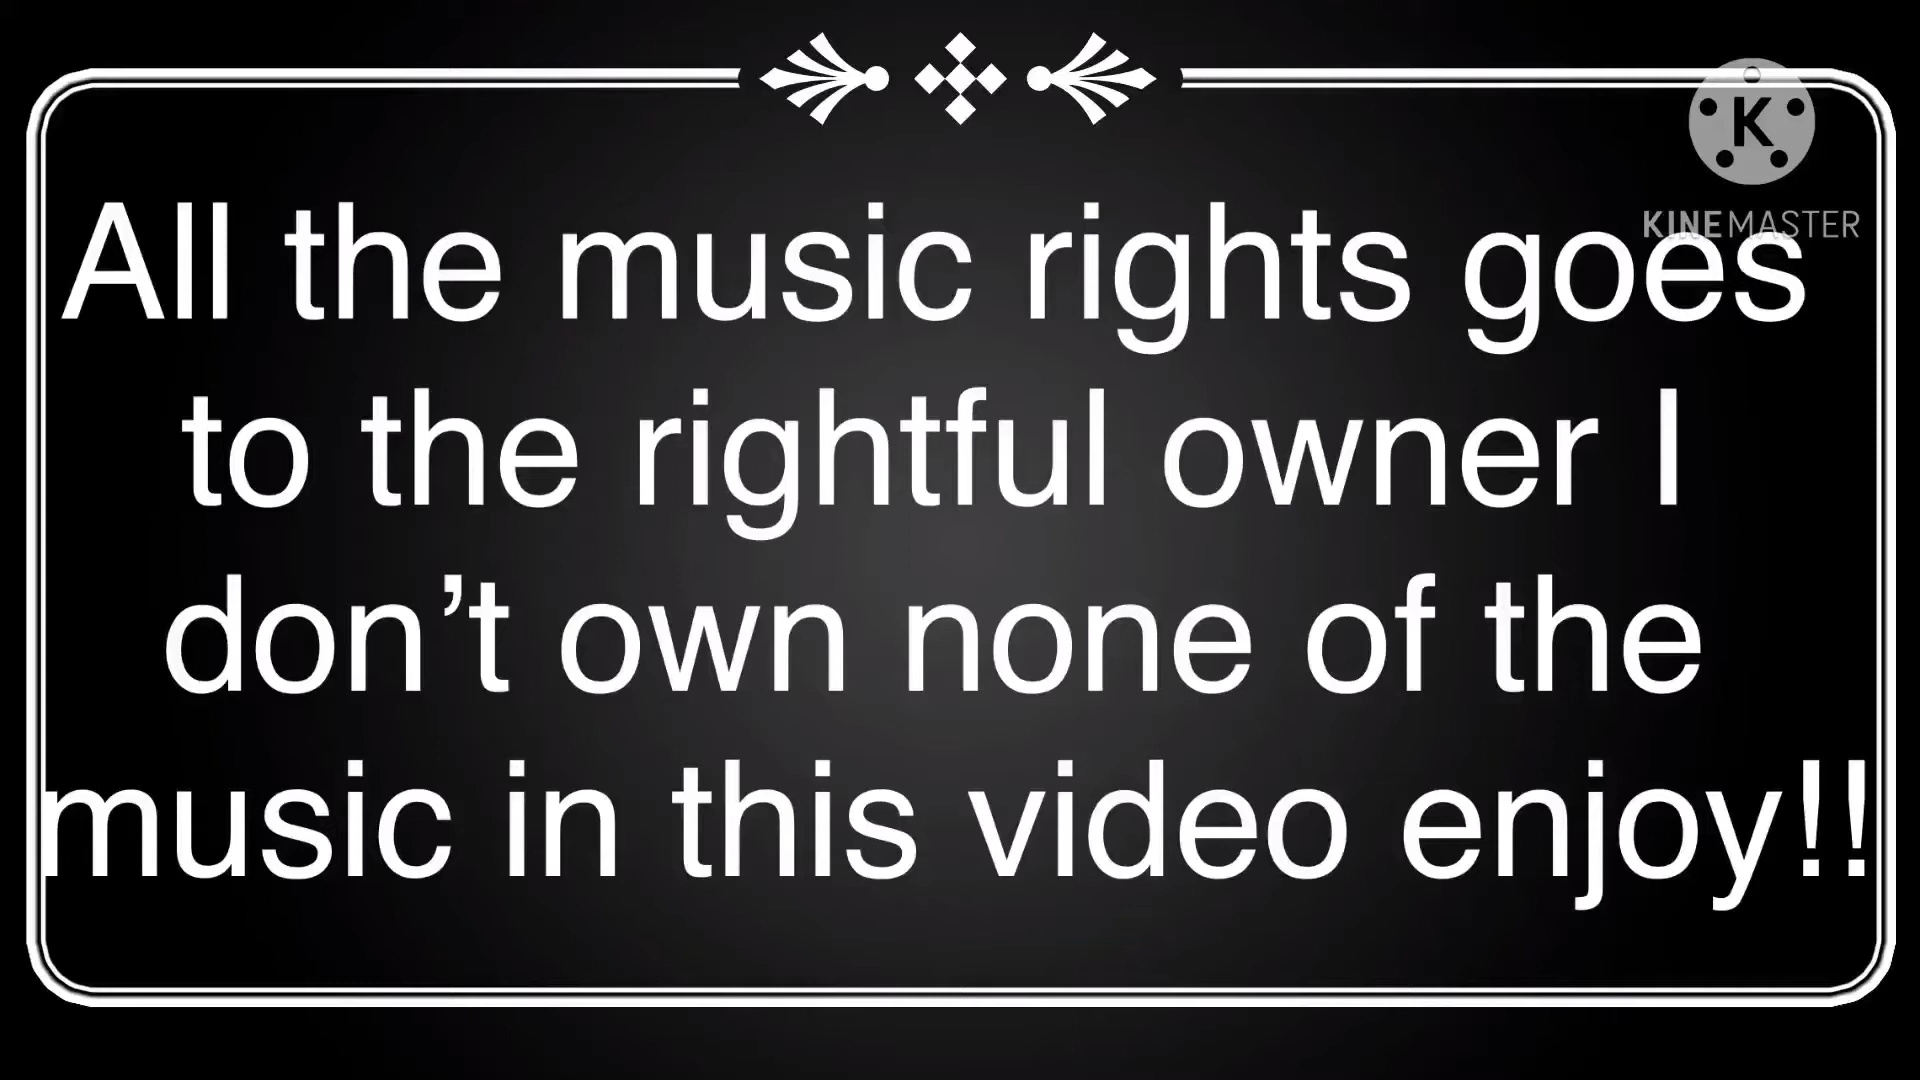 K
KINEMASTER
All the music rights goes
to the rightful owner I
don’t own none of the
music in this video enjoy!!